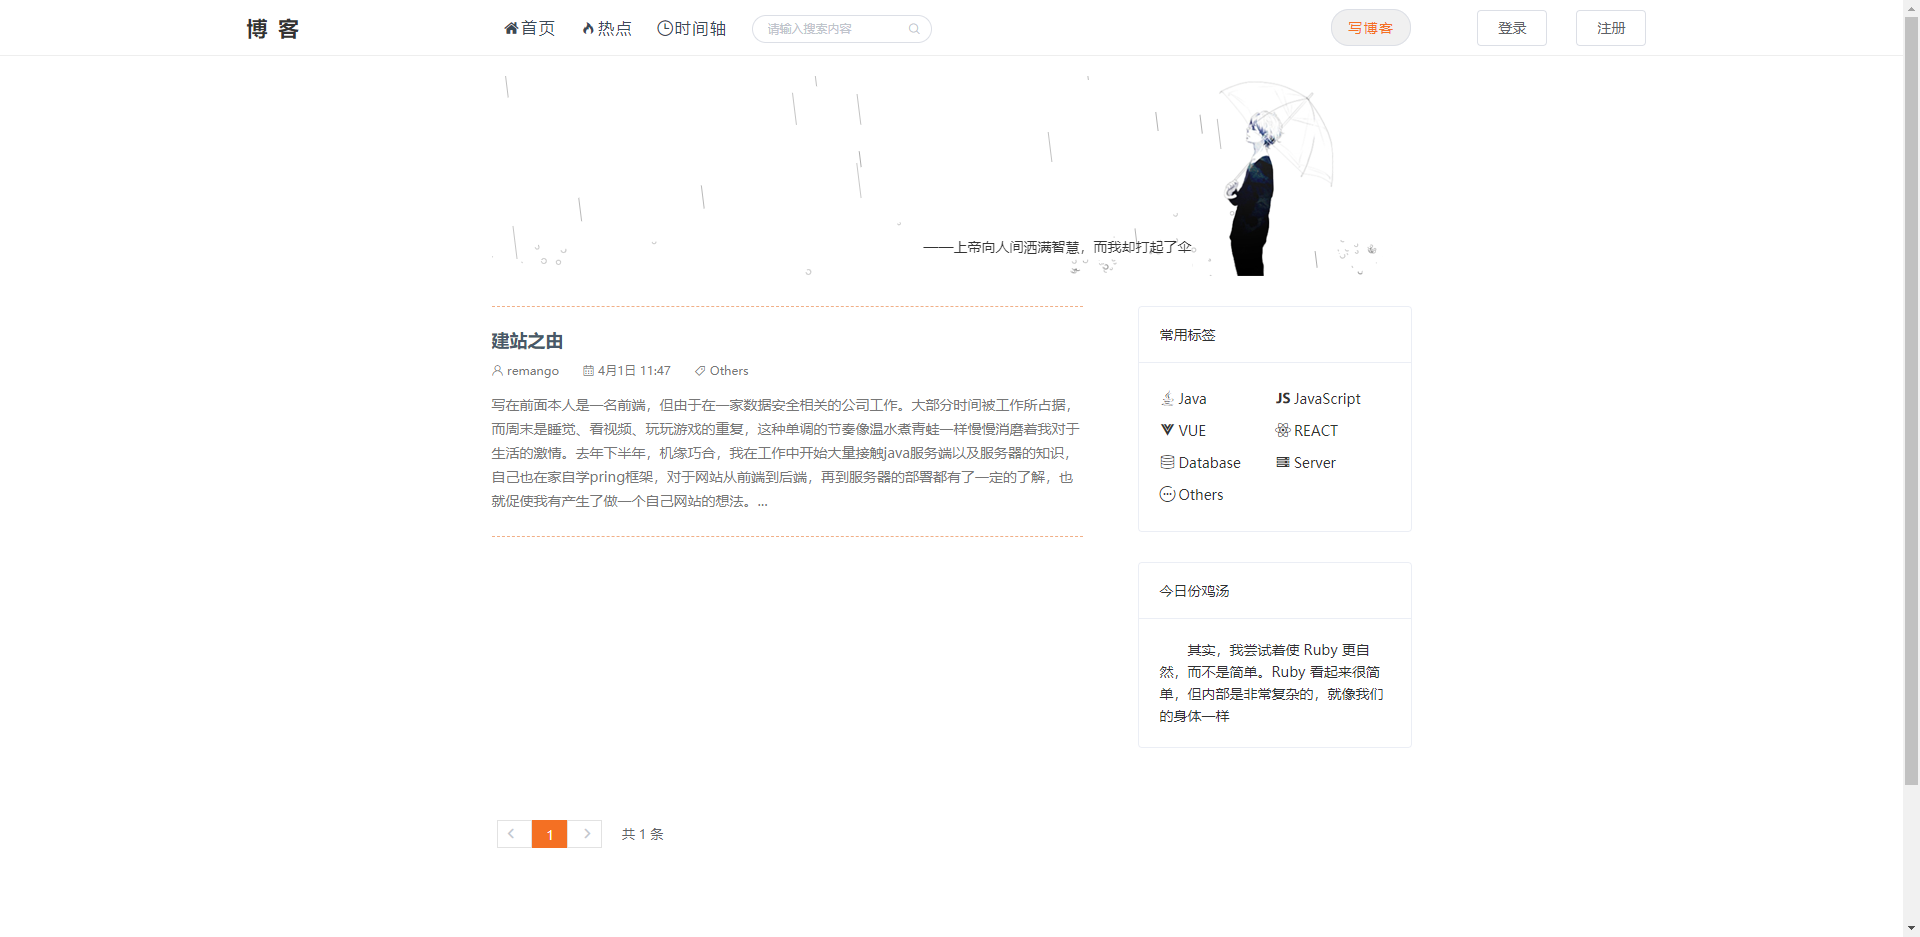 博 客
首页
热点
时间轴
请输入搜索内容
写博客
登录
注册
——上帝向人间洒满智慧，而我却打起了伞
建站之由
remango 4月1日 11:47 Others
写在前面本人是一名前端，但由于在一家数据安全相关的公司工作。大部分时间被工作所占据，
而周末是睡觉、看视频、玩玩游戏的重复，这种单调的节奏像温水煮青蛙一样慢慢消磨着我对于
生活的激情。去年下半年，机缘巧合，我在工作中开始大量接触java服务端以及服务器的知识，
自己也在家自学pring框架，对于网站从前端到后端，再到服务器的部署都有了一定的了解，也
就促使我有产生了做一个自己网站的想法。...
常用标签
Java
JS JavaScript
VUE
REACT
Database
Server
Others
今日份鸡汤
其实，我尝试着使 Ruby 更自
然，而不是简单。Ruby 看起来很简
单，但内部是非常复杂的，就像我们
的身体一样
1
共 1 条